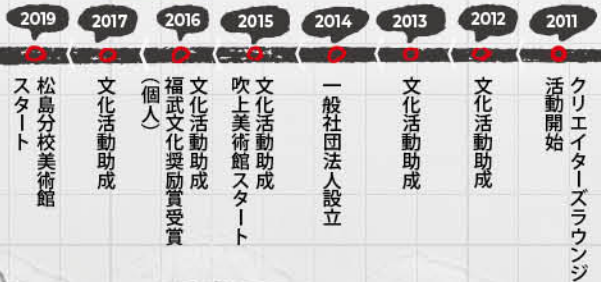 2019
2017
2016
2015
2014
2013
2012
2011
クリエイターズラウンジ
活動開始
文化活動助成
文化活動助成
一般社団法人設立
文化活動助成
吹上美術館スタート
文化活動助成
福武文化奨励賞受賞
(個人)
文化活動助成
松島分校美術館
スタート